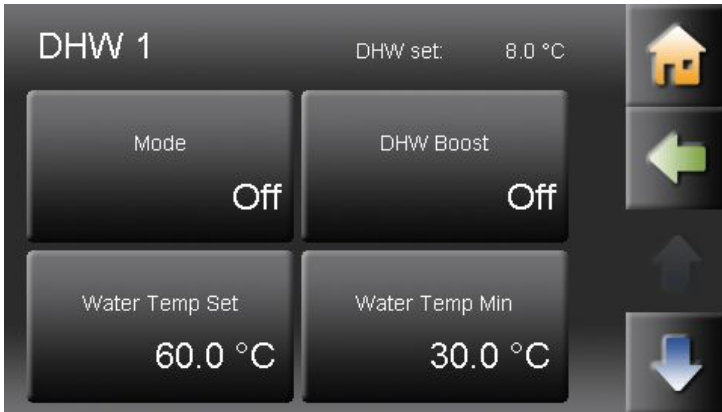 DHW 1
DHW set: 8.0 °C
Mode
Off
DHW Boost
Off
Water Temp Set
60.0 °C
Water Temp Min
30.0 °C